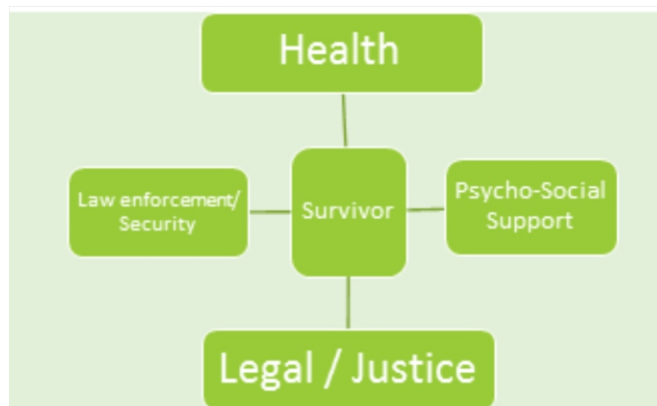 Health
Law enforcement/
Security
Survivor
Psycho-Social
Support
Legal / Justice